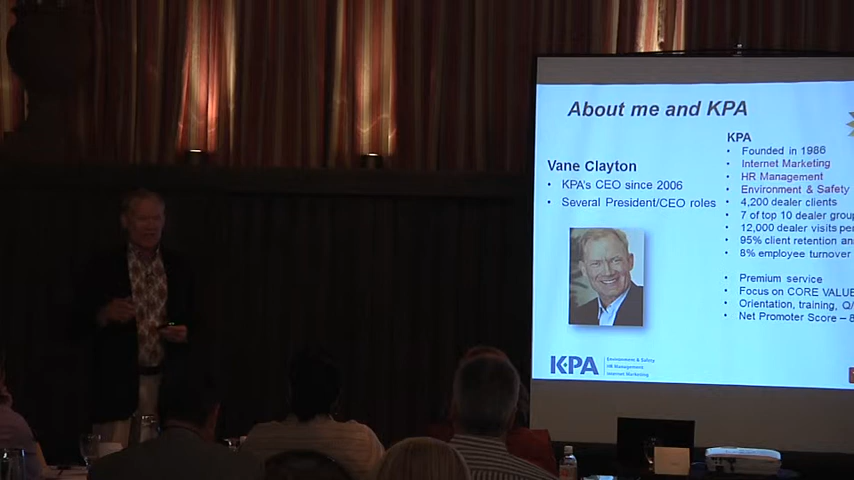 About me and KPA
Vane Clayton
• KPA's CEO since 2006
• Several President/CEO roles
KPA
• Founded in 1986
• Internet Marketing
• HR Management
• Environment & Safety
• 4,200 dealer clients
• 7 of top 10 dealer group
• 12,000 dealer visits per
• 95% client retention an
• 8% employee turnover
• Premium service
• Focus on CORE VALUE
• Orientation, training, Q/
• Net Promoter Score – 8
KPA
Environment & Safety
HR Management
Internet Marketing